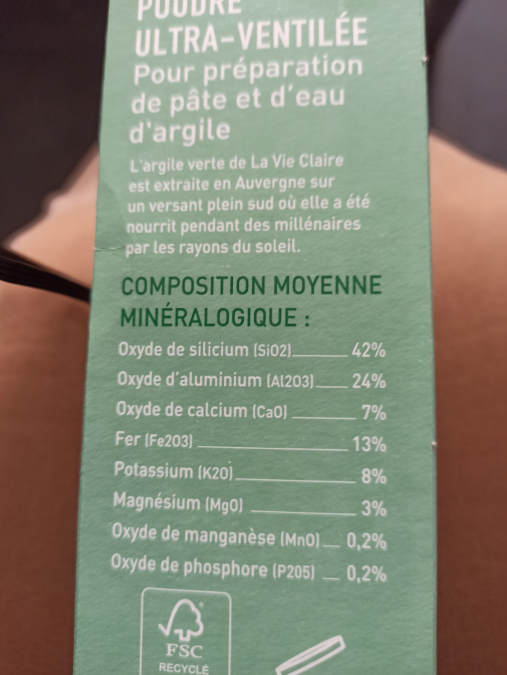 POUDRE
ULTRA-VENTILÉE
Pour préparation
de pâte et d'eau
d'argile
L'argile verte de La Vie Claire
est extraite en Auvergne sur
un versant plein sud où elle a été
nourrit pendant des millénaires
par les rayons du soleil.
COMPOSITION MOYENNE
MINÉRALOGIQUE :
Oxyde de silicium (SiO2) 42%
Oxyde d'aluminium (Al2O3) 24%
Oxyde de calcium (CaO) 7%
Fer (Fe2O3) 13%
Potassium (K2O) 8%
Magnésium (MgO) 3%
Oxyde de manganèse (MnO) 0,2%
Oxyde de phosphore (P2O5) 0,2%
FSC
RECYCLÉ